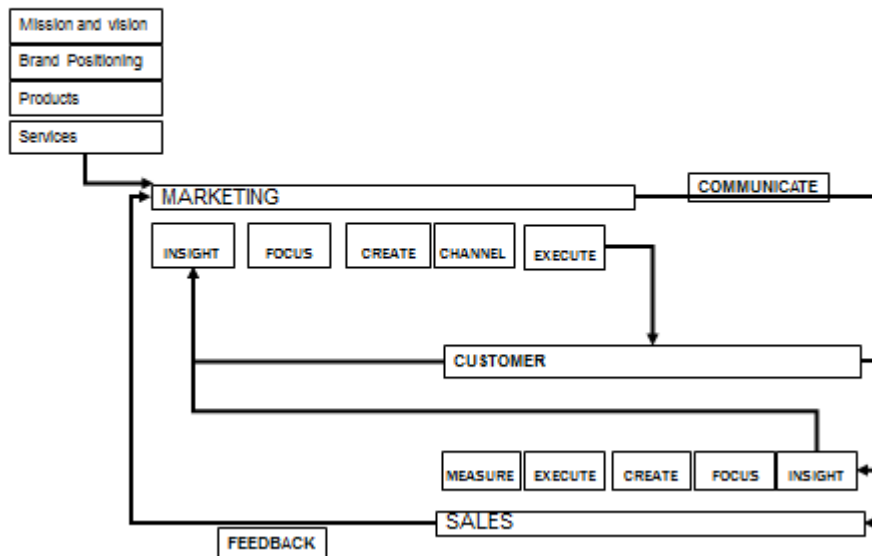 Mission and vision
Brand Positioning
Products
Services
MARKETING
COMMUNICATE
INSIGHT
FOCUS
CREATE
CHANNEL
EXECUTE
CUSTOMER
MEASURE
EXECUTE
CREATE
FOCUS
INSIGHT
SALES
FEEDBACK